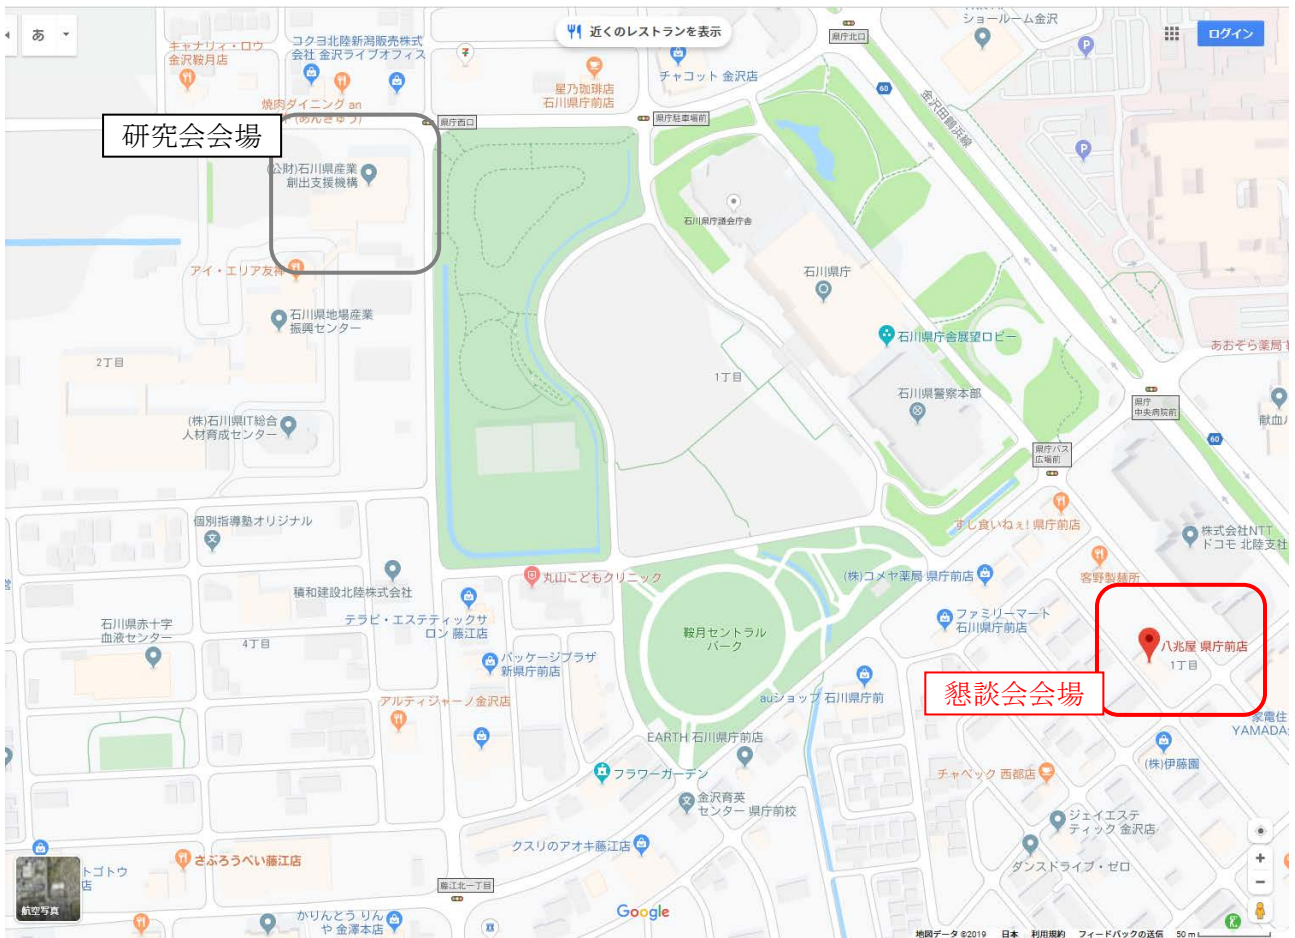 あ
近くのレストランを表示
ログイン
ショールーム金沢
県庁北口
キャナリィ・ロウ
金沢鞍月店
コクヨ北陸新潟販売株式
会社 金沢ライブオフィス
星乃珈琲店
石川県庁前店
チャコット 金沢店
60
金沢田鶴浜線
焼肉ダイニング an
(あんぎゅう)
県庁西口
県庁駐車場前
研究会会場
P
P
(公財)石川県産業
創出支援機構
石川県庁議会庁舎
アイ・エリア友禅
石川県庁
石川県地場産業
振興センター
石川県庁舎展望ロビー
あおぞら薬局
2丁目
1丁目
石川県警察本部
県庁
中央病院前
献血
(株)石川県IT総合
人材育成センター
60
県庁バス
広場前
個別指導塾オリジナル
すし食いねぇ! 県庁前店
株式会社NTT
ドコモ 北陸支社
積和建設北陸株式会社
丸山こどもクリニック
(株)コメヤ薬局 県庁前店
客野製麺所
石川県赤十字
血液センター
テラピ・エステティックサ
ロン 藤江店
4丁目
鞍月セントラル
パーク
ファミリーマート
石川県庁前店
八兆屋 県庁前店
1丁目
パッケージプラザ
新県庁前店
懇談会会場
アルティジャーノ金沢店
auショップ 石川県庁前
家電住
YAMADA
EARTH 石川県庁前店
(株)伊藤園
フラワーガーデン
チャペック 西都店
金沢育英
センター 県庁前校
ジェイエステ
ティック 金沢店
クスリのアオキ藤江店
ダンスドライブ・ゼロ
さぶろうべい藤江店
トゴトウ
店
航空写真
藤江北一丁目
かりんとう りん
や 金澤本店
Google
地図データ ©2019 日本 利用規約 フィードバックの送信 50 m